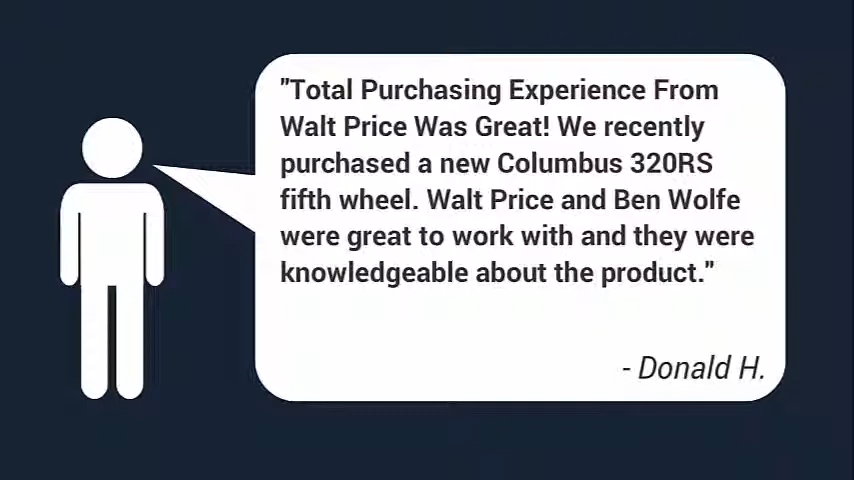 "Total Purchasing Experience From
Walt Price Was Great! We recently
purchased a new Columbus 320RS
fifth wheel. Walt Price and Ben Wolfe
were great to work with and they were
knowledgeable about the product."
- Donald H.